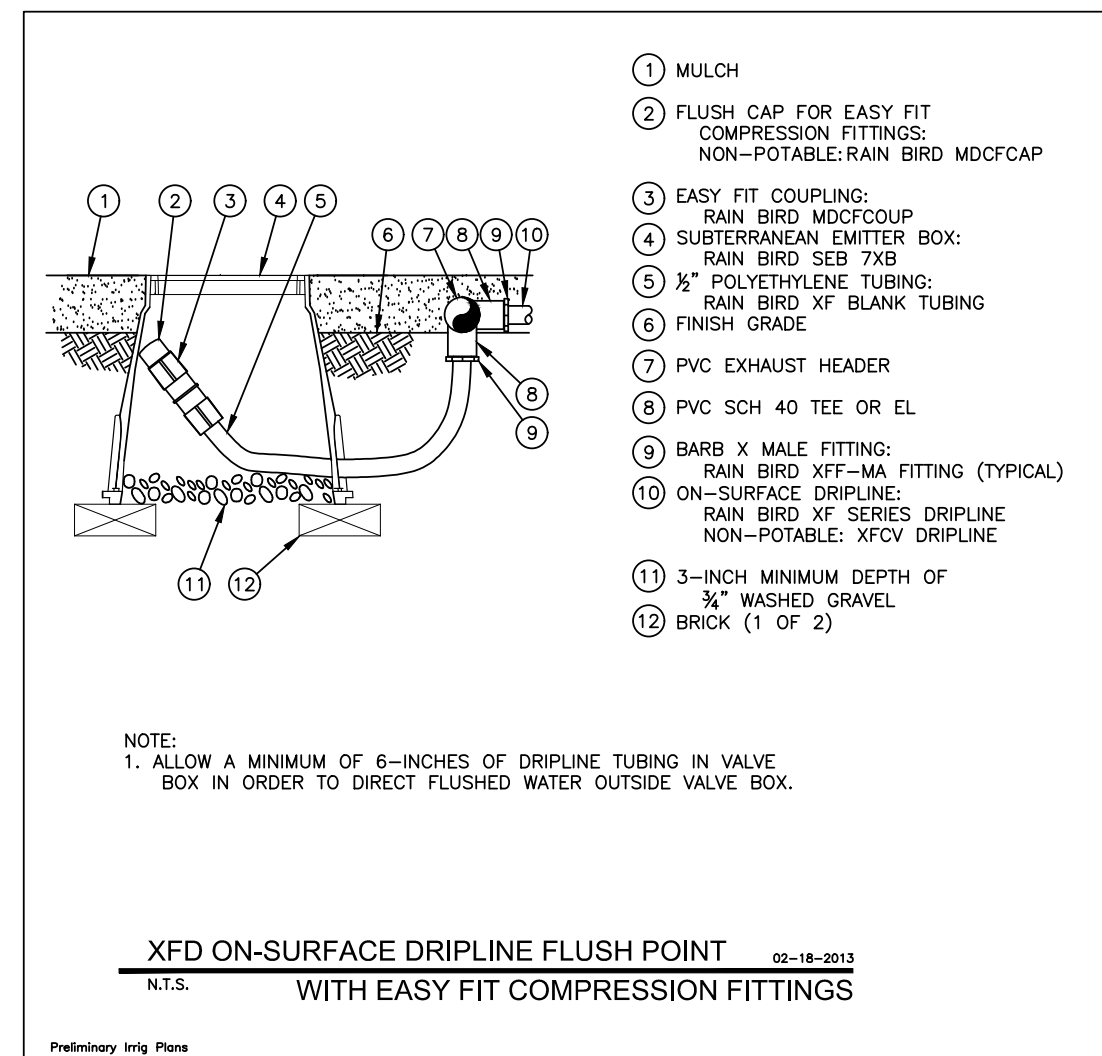 1 MULCH
2 FLUSH CAP FOR EASY FIT
COMPRESSION FITTINGS:
NON-POTABLE: RAIN BIRD MDCFCAP
3 EASY FIT COUPLING:
RAIN BIRD MDCFCOUP
4 SUBTERRANEAN EMITTER BOX:
RAIN BIRD SEB 7XB
5 ½" POLYETHYLENE TUBING:
RAIN BIRD XF BLANK TUBING
6 FINISH GRADE
7 PVC EXHAUST HEADER
8 PVC SCH 40 TEE OR EL
9 BARB X MALE FITTING:
RAIN BIRD XFF-MA FITTING (TYPICAL)
10 ON-SURFACE DRIPLINE:
RAIN BIRD XF SERIES DRIPLINE
NON-POTABLE: XFCV DRIPLINE
11 3-INCH MINIMUM DEPTH OF
¾" WASHED GRAVEL
12 BRICK (1 OF 2)
1 2 3 4 5
6 7 8 9 10
8
9
11 12
NOTE:
1. ALLOW A MINIMUM OF 6-INCHES OF DRIPLINE TUBING IN VALVE
BOX IN ORDER TO DIRECT FLUSHED WATER OUTSIDE VALVE BOX.
XFD ON-SURFACE DRIPLINE FLUSH POINT 02-18-2013
N.T.S. WITH EASY FIT COMPRESSION FITTINGS
Preliminary Irrig Plans